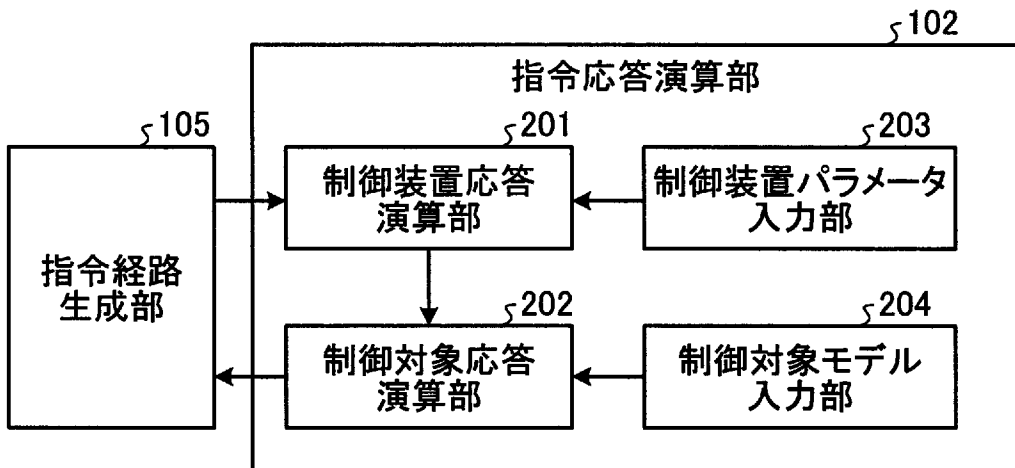 102
指令応答演算部
105
201
203
指令経路
生成部
制御装置応答
演算部
制御装置パラメータ
入力部
202
204
制御対象応答
演算部
制御対象モデル
入力部